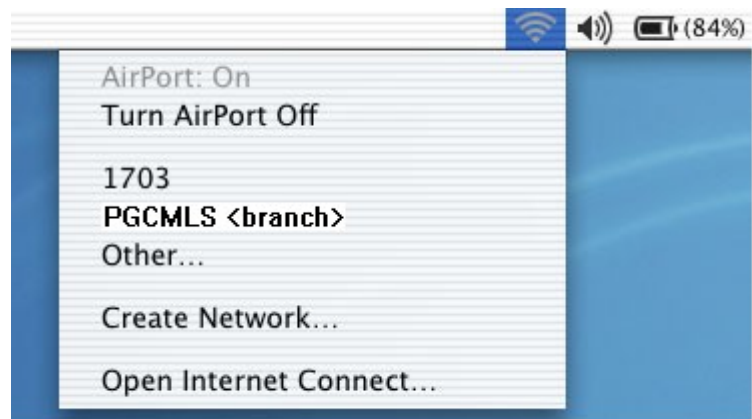 (84%)
AirPort: On
Turn AirPort Off
1703
PGCMLS <branch>
Other...
Create Network...
Open Internet Connect...